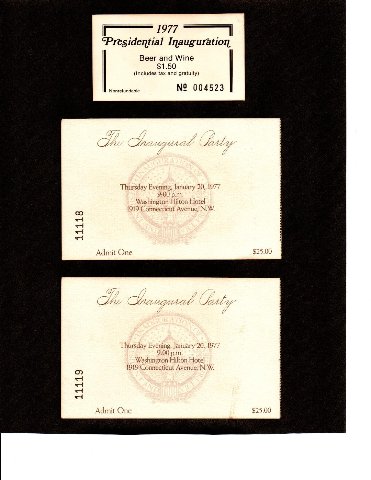 1977
Presidential Inauguration
Beer and Wine
$1.50
(Includes tax and gratuity)
Nonrefundable
№ 004523
The Inaugural Party
Thursday Evening, January 20, 1977
9:00 p.m.
Washington Hilton Hotel
1919 Connecticut Avenue, N.W.
11118
Admit One
$25.00
The Inaugural Party
Thursday Evening, January 20, 1977
9:00 p.m.
Washington Hilton Hotel
1919 Connecticut Avenue, N.W.
11119
Admit One
$25.00